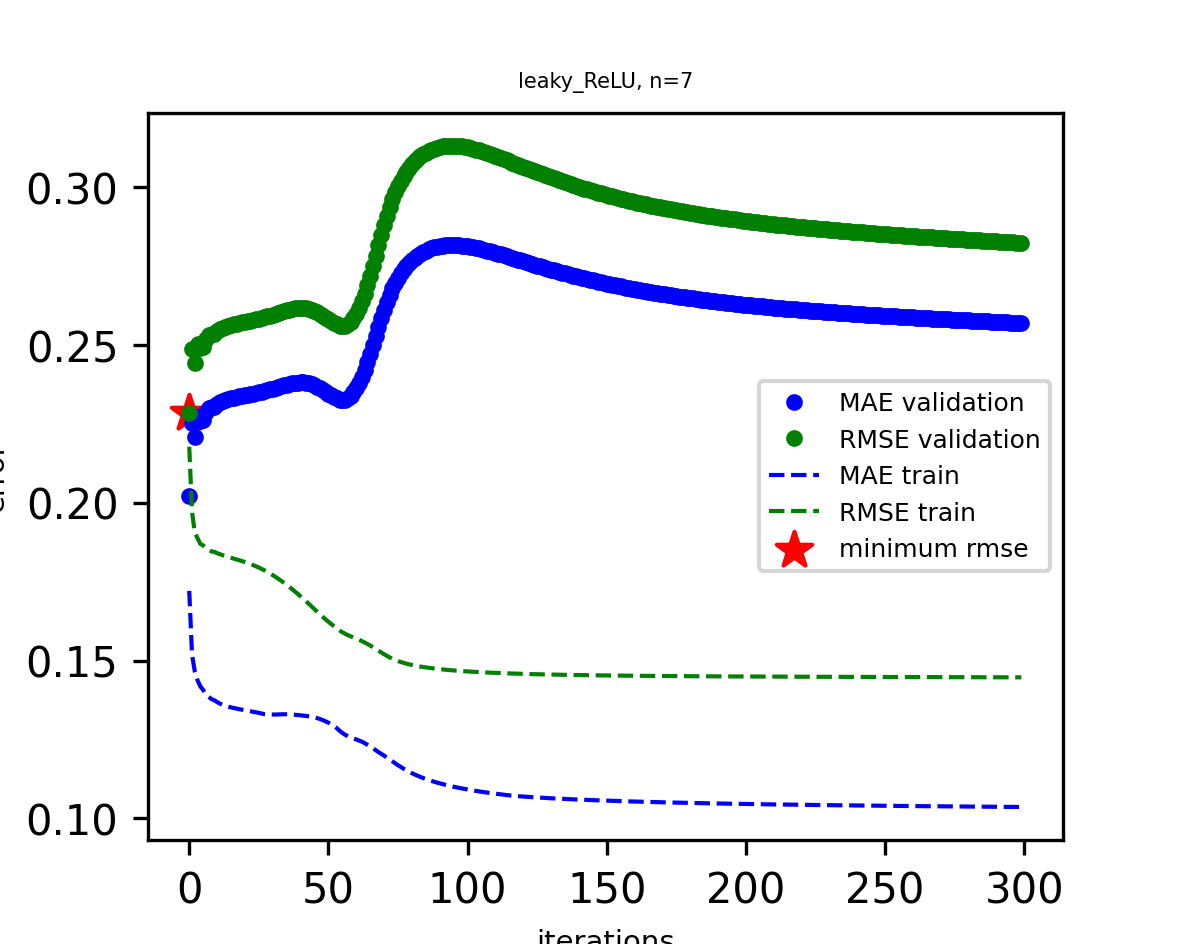 leaky_ReLU, n=7
0.30
0.25
0.20
0.15
0.10
MAE validation
RMSE validation
MAE train
RMSE train
minimum rmse
0 50 100 150 200 250 300
iterations